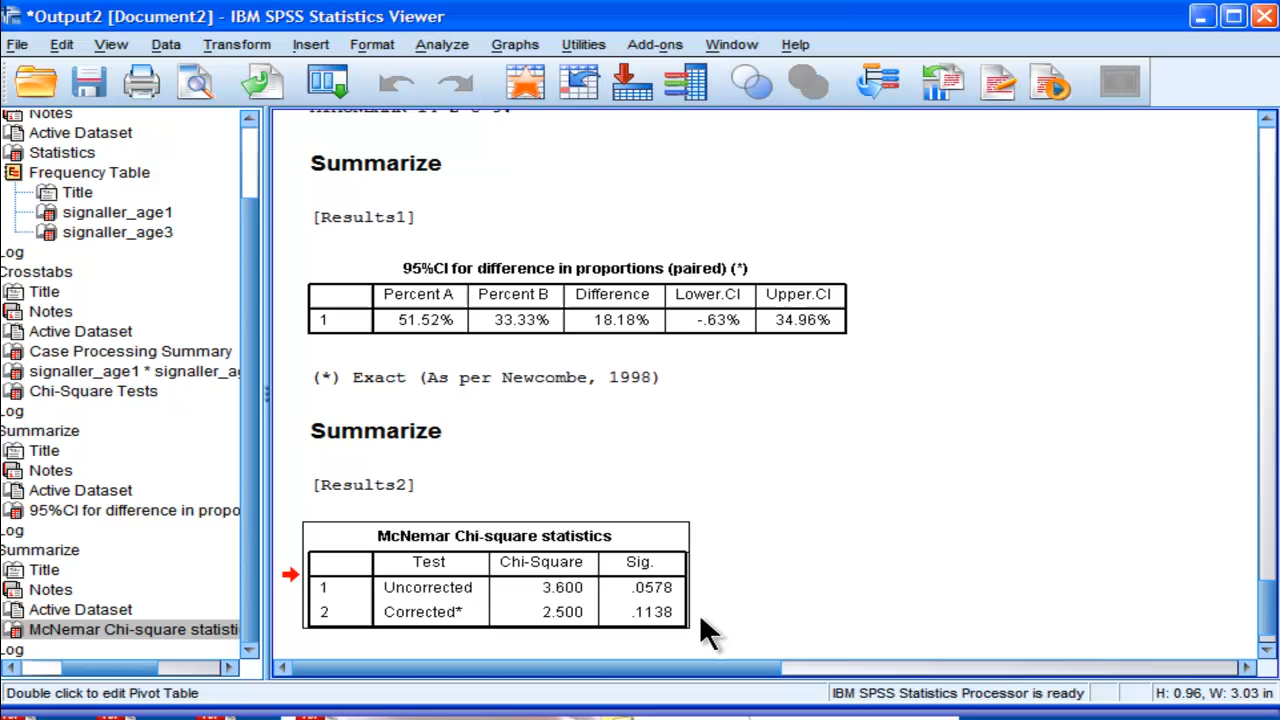 *Output2 [Document2] - IBM SPSS Statistics Viewer
File Edit View Data Transform Insert Format Analyze Graphs Utilities Add-ons Window Help
Notes
Active Dataset
Statistics
Frequency Table
Title
signaller_age1
signaller_age3
Log
Crosstabs
Title
Notes
Active Dataset
Case Processing Summary
signaller_age1 * signaller_a
Chi-Square Tests
Log
Summarize
Title
Notes
Active Dataset
95%CI for difference in propo
Log
Summarize
Title
Notes
Active Dataset
McNemar Chi-square statisti
Log
Summarize
[Results1]
95%CI for difference in proportions (paired) (*)
Percent A Percent B Difference Lower.CI Upper.CI
1 51.52% 33.33% 18.18% -.63% 34.96%
(*) Exact (As per Newcombe, 1998)
Summarize
[Results2]
McNemar Chi-square statistics
Test Chi-Square Sig.
1 Uncorrected 3.600 .0578
2 Corrected* 2.500 .1138
Double click to edit Pivot Table IBM SPSS Statistics Processor is ready H: 0.96, W: 3.03 in